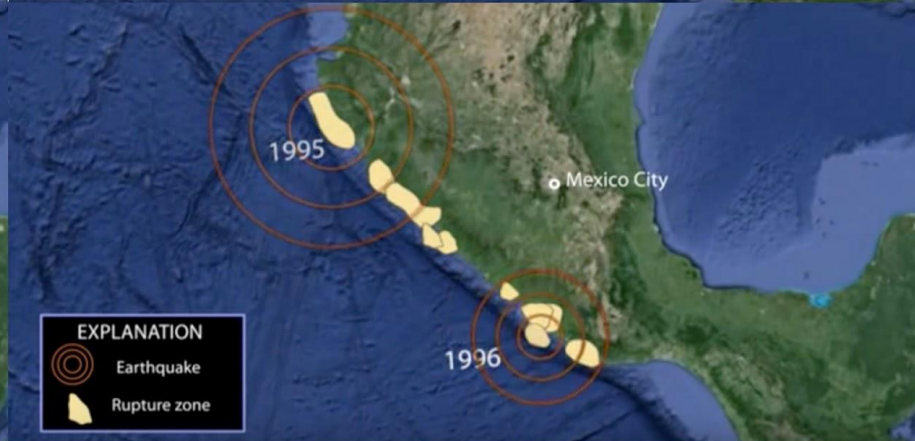 1995
Mexico City
1996
EXPLANATION
Earthquake
Rupture zone